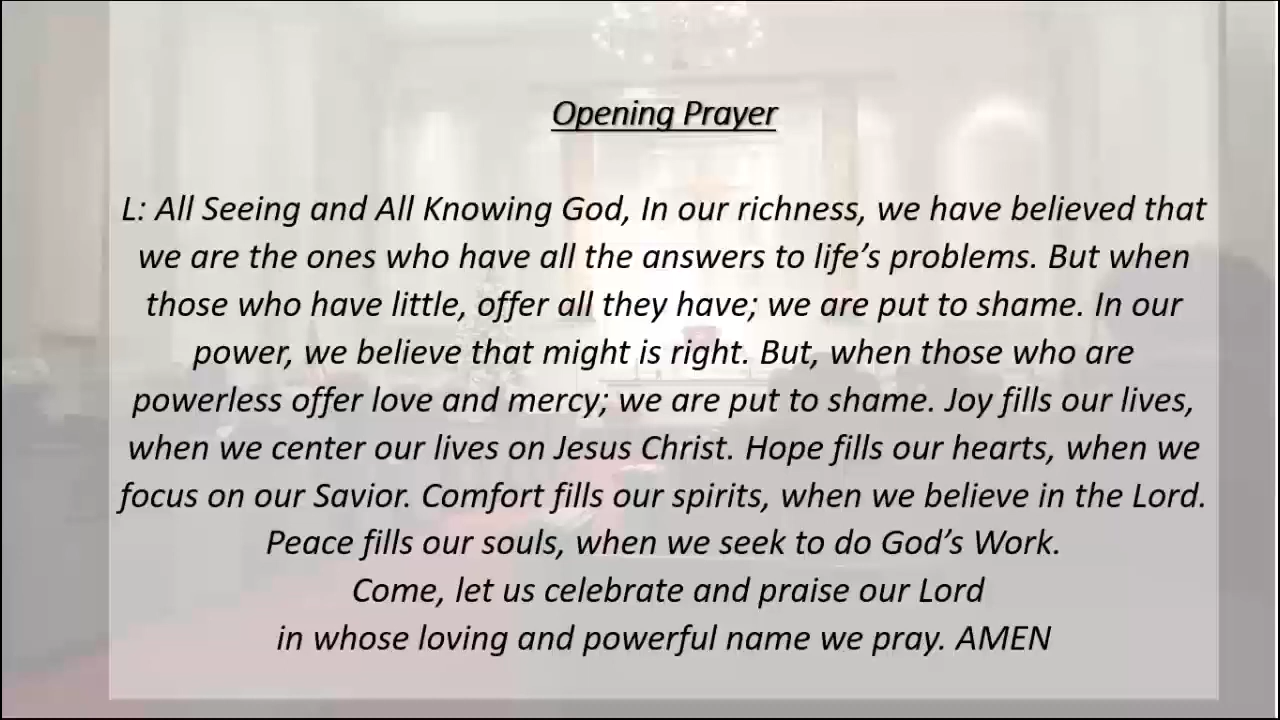 Opening Prayer
L: All Seeing and All Knowing God, In our richness, we have believed that
we are the ones who have all the answers to life’s problems. But when
those who have little, offer all they have; we are put to shame. In our
power, we believe that might is right. But, when those who are
powerless offer love and mercy; we are put to shame. Joy fills our lives,
when we center our lives on Jesus Christ. Hope fills our hearts, when we
focus on our Savior. Comfort fills our spirits, when we believe in the Lord.
Peace fills our souls, when we seek to do God’s Work.
Come, let us celebrate and praise our Lord
in whose loving and powerful name we pray. AMEN